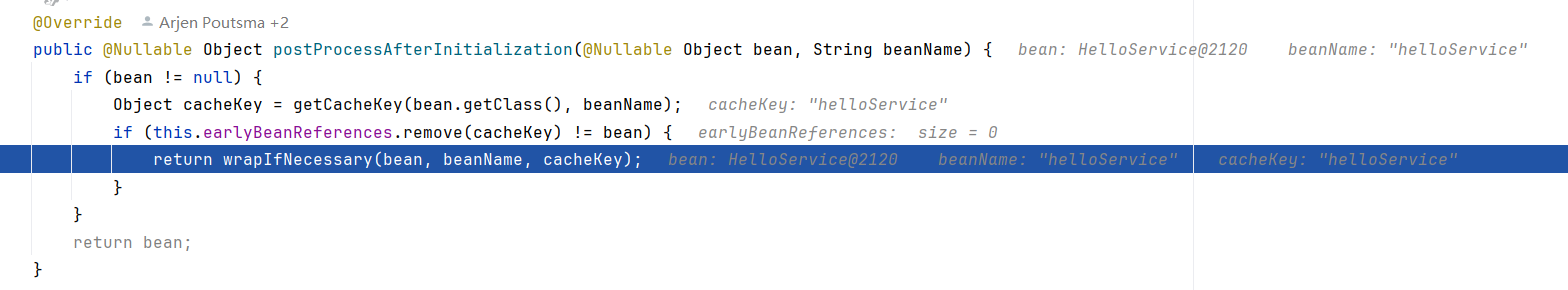 @Override Arjen Poutsma +2
public @Nullable Object postProcessAfterInitialization(@Nullable Object bean, String beanName) { bean: HelloService@2120 beanName: "helloService"
if (bean != null) {
Object cacheKey = getCacheKey(bean.getClass(), beanName); cacheKey: "helloService"
if (this.earlyBeanReferences.remove(cacheKey) != bean) { earlyBeanReferences: size = 0
return wrapIfNecessary(bean, beanName, cacheKey); bean: HelloService@2120 beanName: "helloService" cacheKey: "helloService"
}
}
return bean;
}